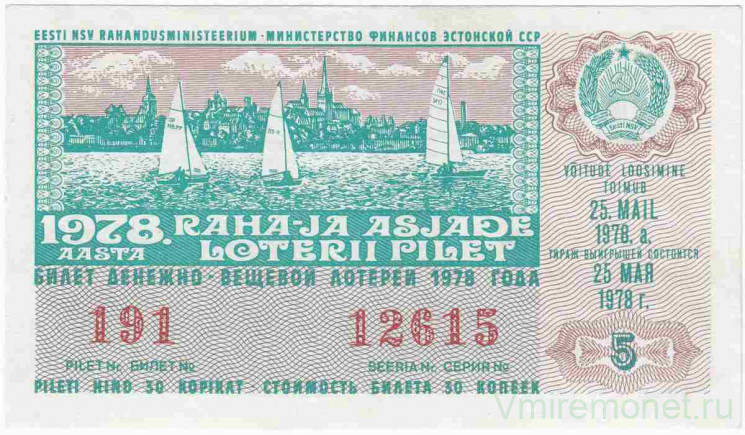 EESTI NSV RAHANDUSMINISTEERIUM · МИНИСТЕРСТВО ФИНАНСОВ ЭСТОНСКОЙ ССР
1978. AASTA
RAHA-JA ASJADE
LOTERII PILET
БИЛЕТ ДЕНЕЖНО-ВЕЩЕВОЙ ЛОТЕРЕИ 1978 ГОДА
191
12615
PILET Nr. БИЛЕТ №
SEERIA Nr. СЕРИЯ №
PILETI HIND 30 KOPIKAT · СТОИМОСТЬ БИЛЕТА 30 КОПЕЕК
EESTI NSV
VÕITUDE LOOSIMINE
TOIMUB
25. MAIL
1978. a.
ТИРАЖ ВЫИГРЫШЕЙ СОСТОИТСЯ
25 МАЯ
1978 г.
5
Vmiremonet.ru